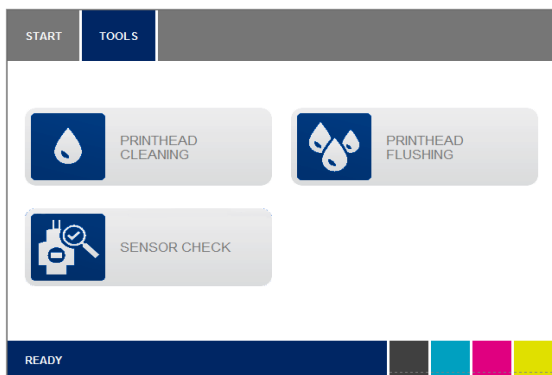 START
TOOLS
PRINTHEAD
CLEANING
PRINTHEAD
FLUSHING
SENSOR CHECK
READY